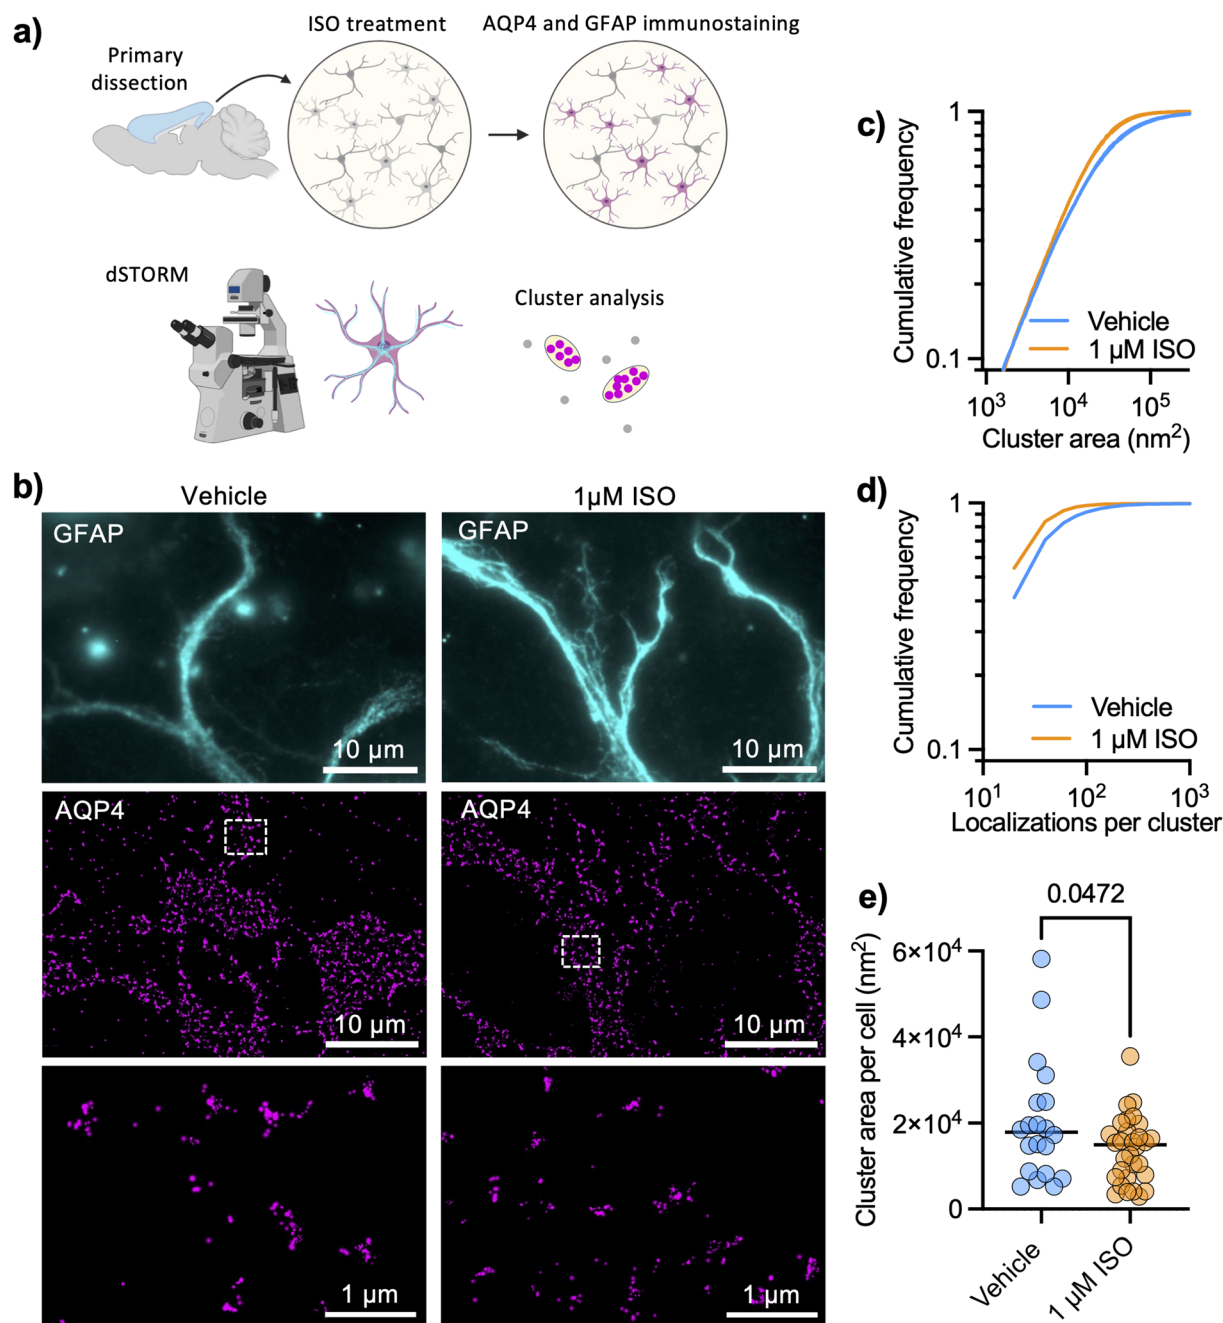 a)
ISO treatment
AQP4 and GFAP immunostaining
Primary
dissection
dSTORM
Cluster analysis
b)
Vehicle
1µM ISO
GFAP
10 µm
GFAP
10 µm
AQP4
10 µm
10 µm
1 µm
1 µm
c)
Cumulative frequency
1
0.1
Vehicle
1 µM ISO
10³
10⁴
10⁵
Cluster area (nm²)
d)
Cumulative frequency
1
0.1
Vehicle
1 µM ISO
10¹
10²
10³
Localizations per cluster
e)
0.0472
Cluster area per cell (nm²)
6×10⁴
4×10⁴
2×10⁴
0
Vehicle
1 µM ISO